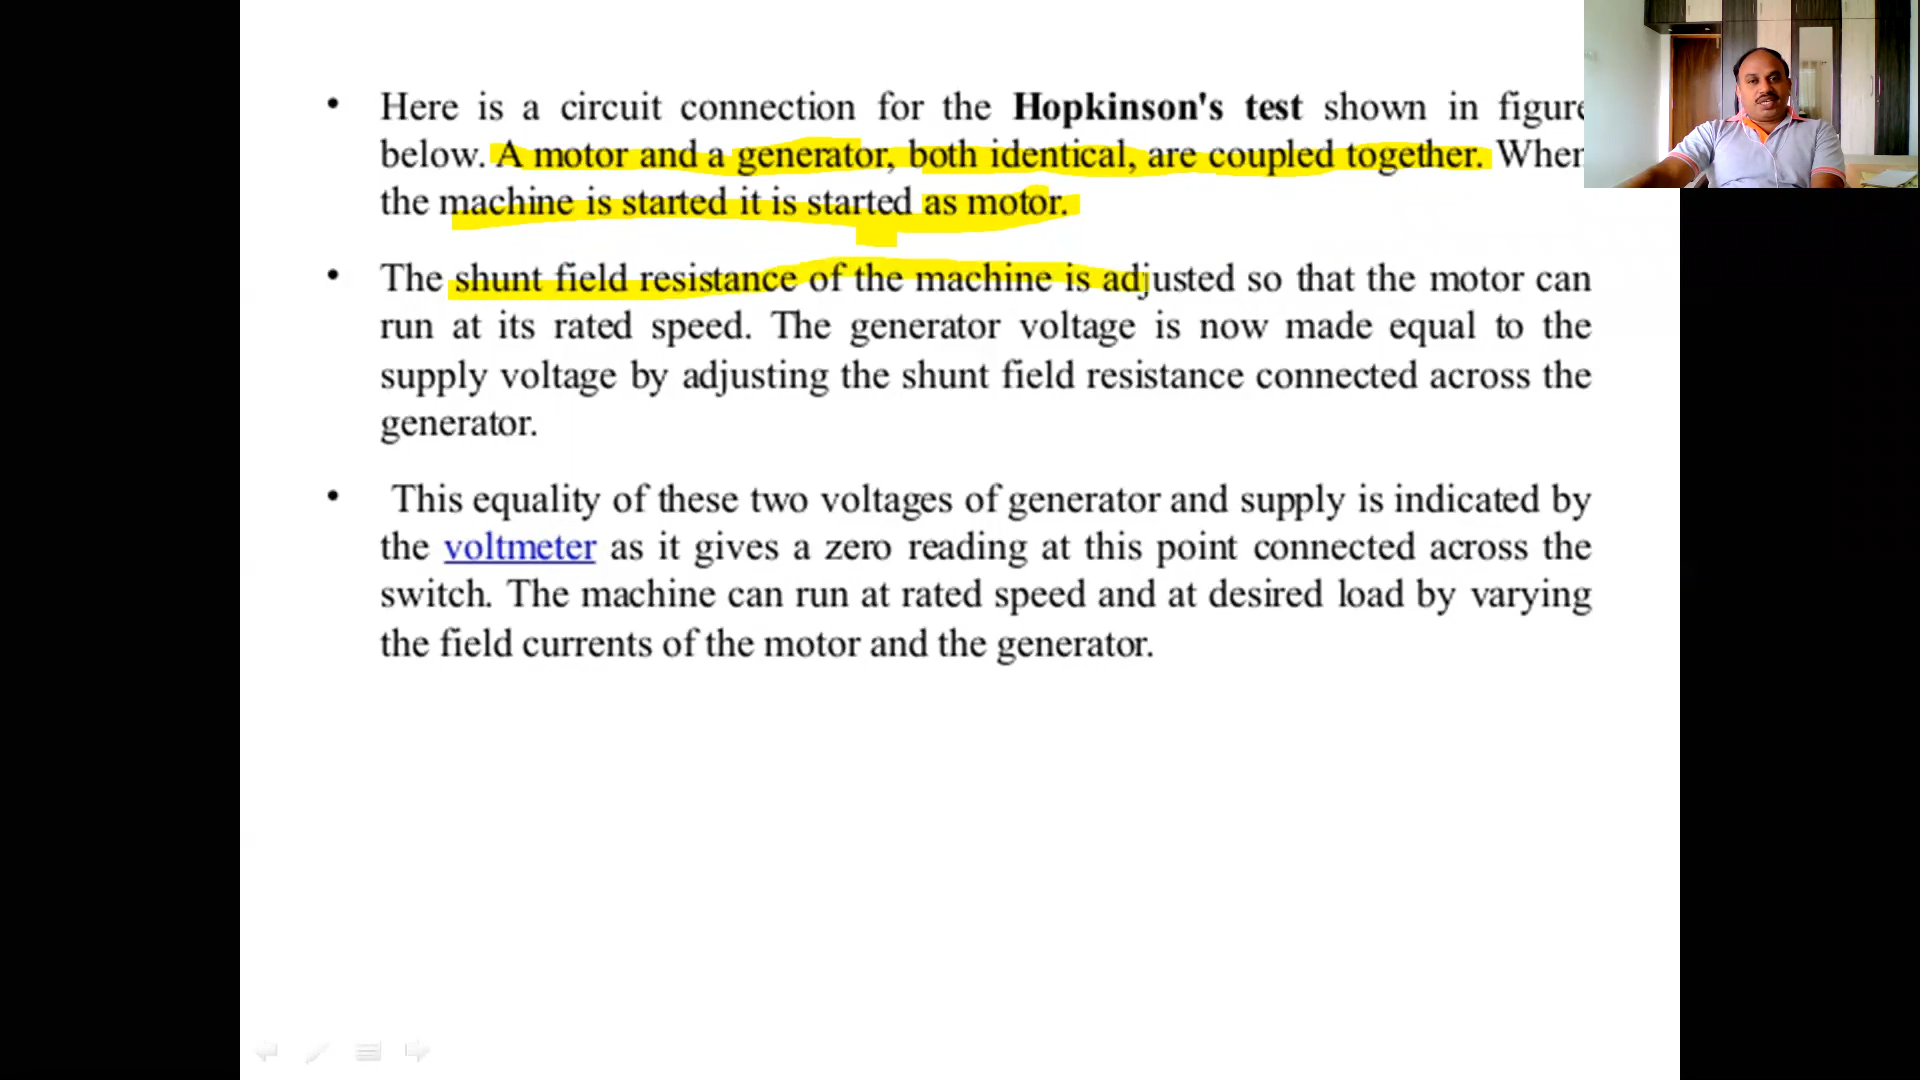 • Here is a circuit connection for the Hopkinson's test shown in figure
below. A motor and a generator, both identical, are coupled together. When
the machine is started it is started as motor.
• The shunt field resistance of the machine is adjusted so that the motor can
run at its rated speed. The generator voltage is now made equal to the
supply voltage by adjusting the shunt field resistance connected across the
generator.
• This equality of these two voltages of generator and supply is indicated by
the voltmeter as it gives a zero reading at this point connected across the
switch. The machine can run at rated speed and at desired load by varying
the field currents of the motor and the generator.